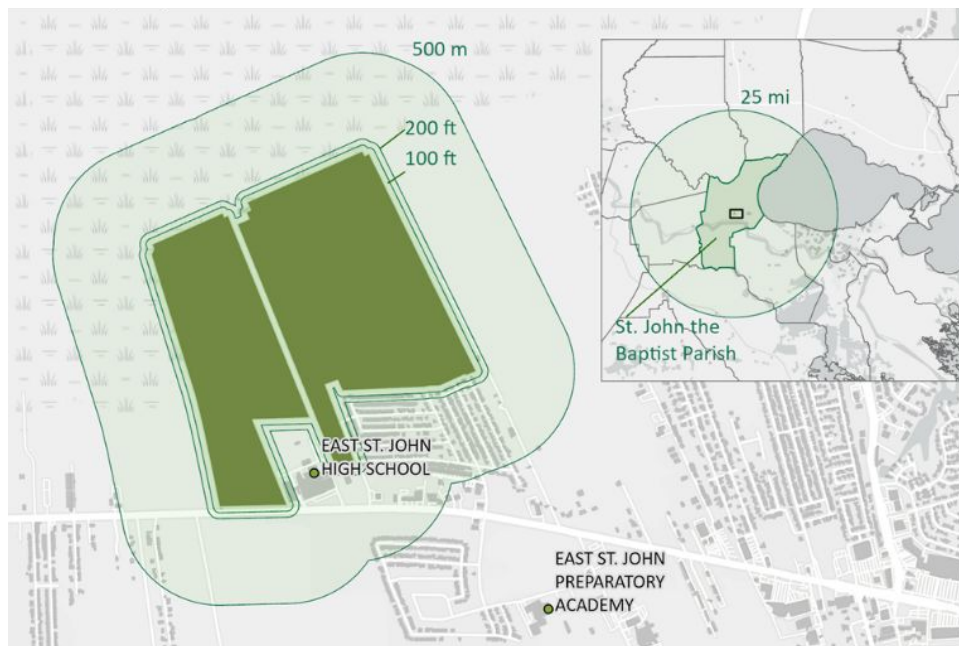 500 m
200 ft
100 ft
25 mi
St. John the
Baptist Parish
EAST ST. JOHN
HIGH SCHOOL
EAST ST. JOHN
PREPARATORY
ACADEMY